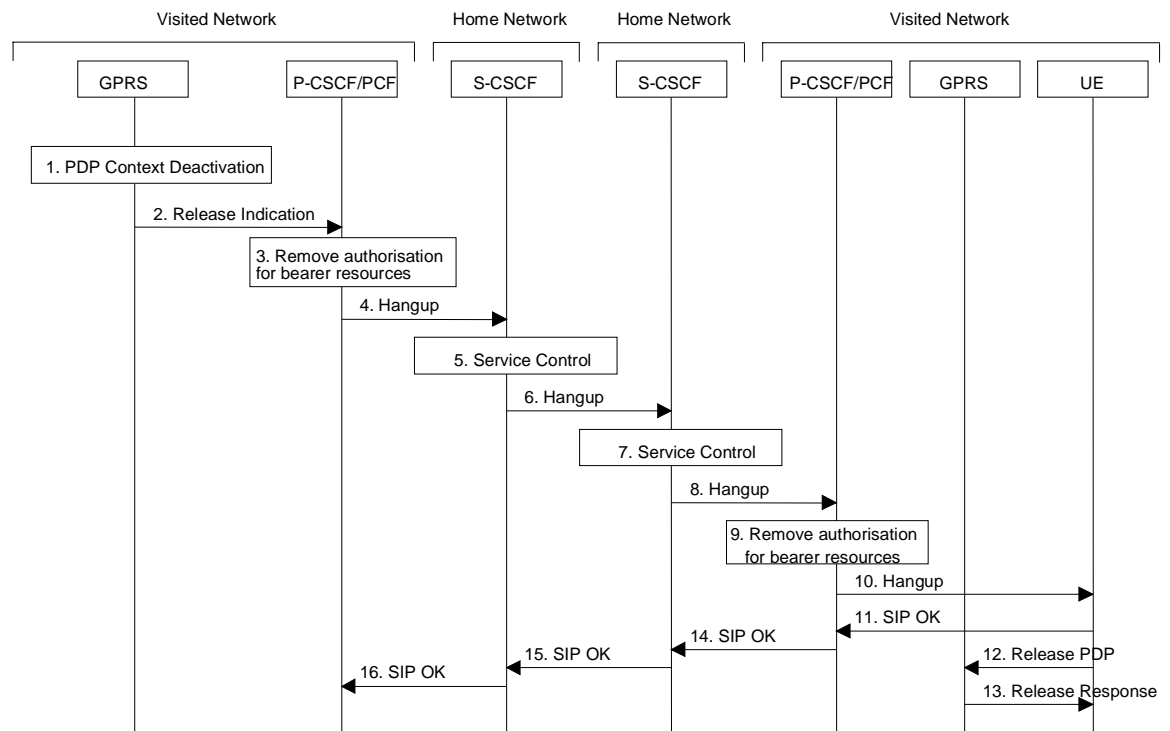 Visited Network
Home Network
Home Network
Visited Network
GPRS
P-CSCF/PCF
S-CSCF
S-CSCF
P-CSCF/PCF
GPRS
UE
1. PDP Context Deactivation
2. Release Indication
3. Remove authorisation
for bearer resources
4. Hangup
5. Service Control
6. Hangup
7. Service Control
8. Hangup
9. Remove authorisation
for bearer resources
10. Hangup
11. SIP OK
14. SIP OK
15. SIP OK
12. Release PDP
16. SIP OK
13. Release Response